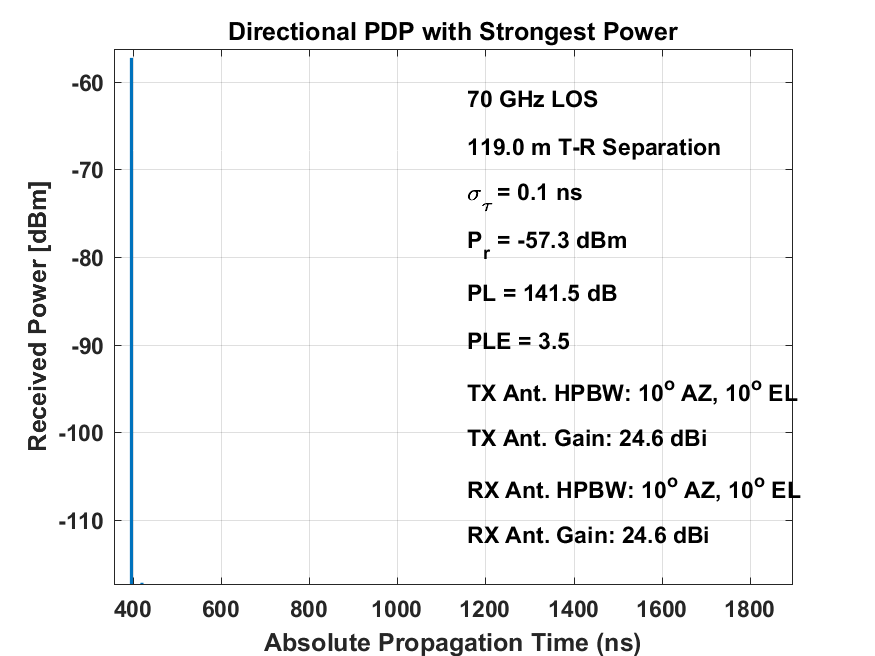 Directional PDP with Strongest Power
Received Power [dBm]
-60
-70
-80
-90
-100
-110
70 GHz LOS
119.0 m T-R Separation
σ_τ = 0.1 ns
P_r = -57.3 dBm
PL = 141.5 dB
PLE = 3.5
TX Ant. HPBW: 10° AZ, 10° EL
TX Ant. Gain: 24.6 dBi
RX Ant. HPBW: 10° AZ, 10° EL
RX Ant. Gain: 24.6 dBi
400 600 800 1000 1200 1400 1600 1800
Absolute Propagation Time (ns)